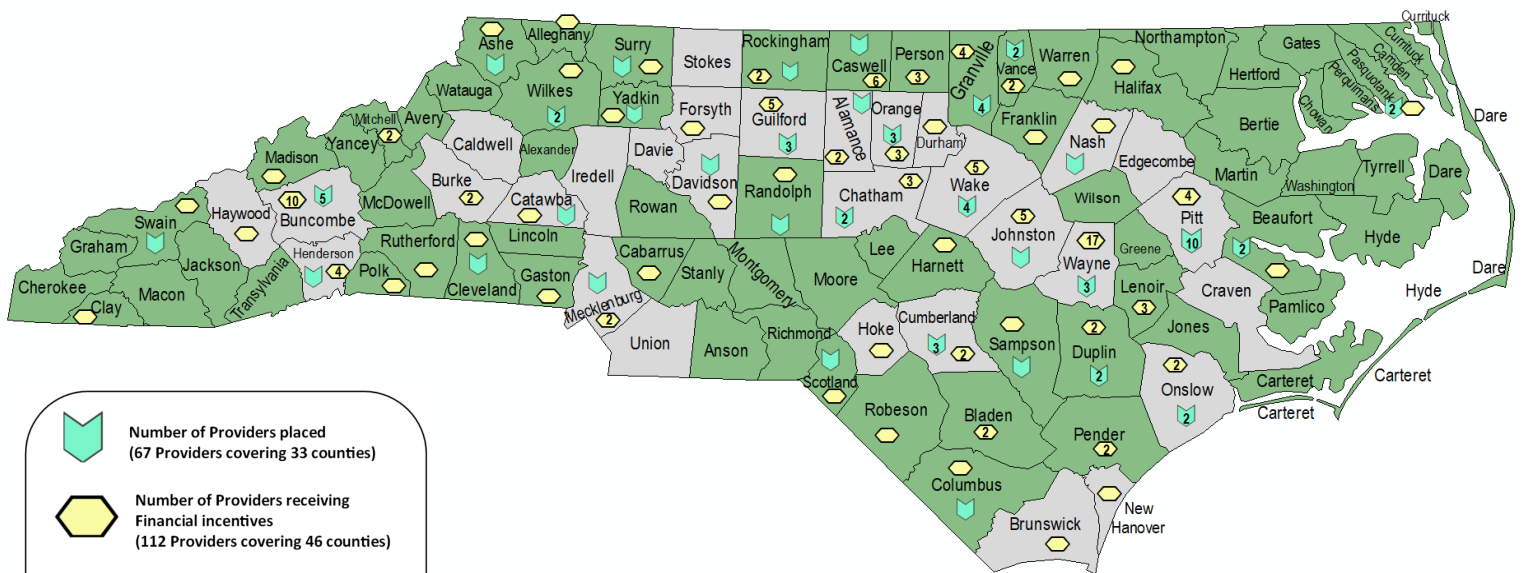 Currituck
Ashe
Alleghany
Surry
Stokes
Rockingham
2
Caswell
6
Person
3
4
Granville
4
2
Vance
2
Warren
Northampton
Halifax
Gates
Hertford
Currituck
Camden
Pasquotank
Perquimans
2
Chowan
Bertie
Dare
Watauga
Wilkes
2
Yadkin
Forsyth
5
Guilford
3
Alamance
2
Orange
3
3
Durham
Franklin
Nash
Edgecombe
Martin
Washington
Tyrrell
Dare
Mitchell
2
Avery
Yancey
Caldwell
Alexander
Davie
Iredell
Madison
Burke
2
Catawba
Davidson
Randolph
Chatham
3
2
5
Wake
4
Wilson
4
Pitt
10
Beaufort
2
Hyde
10
5
Buncombe
McDowell
Rowan
Haywood
Swain
Graham
Jackson
Henderson
4
Polk
Rutherford
Lincoln
Cleveland
Gaston
Cabarrus
Stanly
Montgomery
Moore
Lee
Harnett
5
Johnston
17
Wayne
3
Greene
Lenoir
3
Craven
Pamlico
Dare
Hyde
Cherokee
Clay
Macon
Transylvania
Mecklenburg
2
Union
Anson
Richmond
Scotland
Hoke
Cumberland
3
2
Sampson
2
Duplin
2
Jones
2
Onslow
2
Carteret
Carteret
Carteret
Robeson
Bladen
2
Pender
2
Columbus
Brunswick
New
Hanover
Number of Providers placed
(67 Providers covering 33 counties)
Number of Providers receiving
Financial incentives
(112 Providers covering 46 counties)